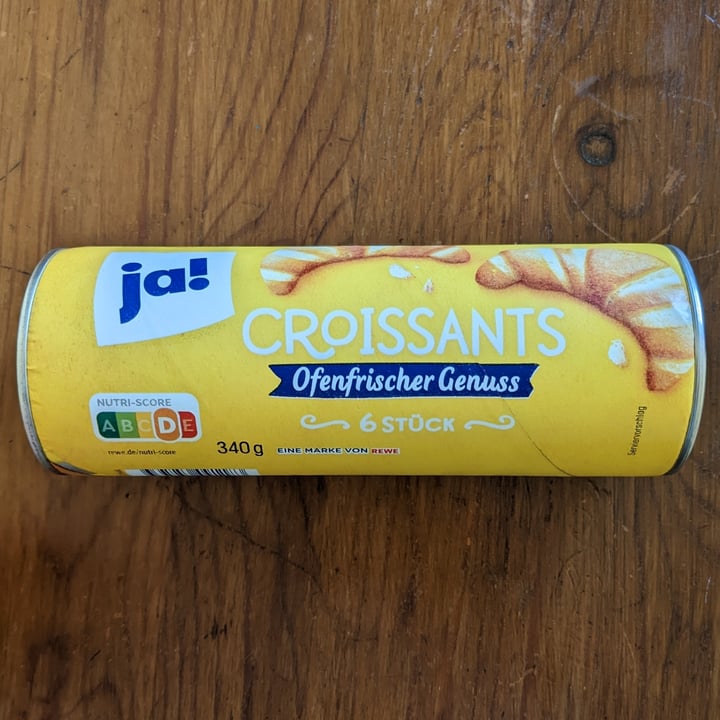 ja!
CROISSANTS
Ofenfrischer Genuss
6 STÜCK
NUTRI-SCORE
A B C D E
rewe.de/nutri-score
340 g
EINE MARKE VON REWE
Serviervorschlag